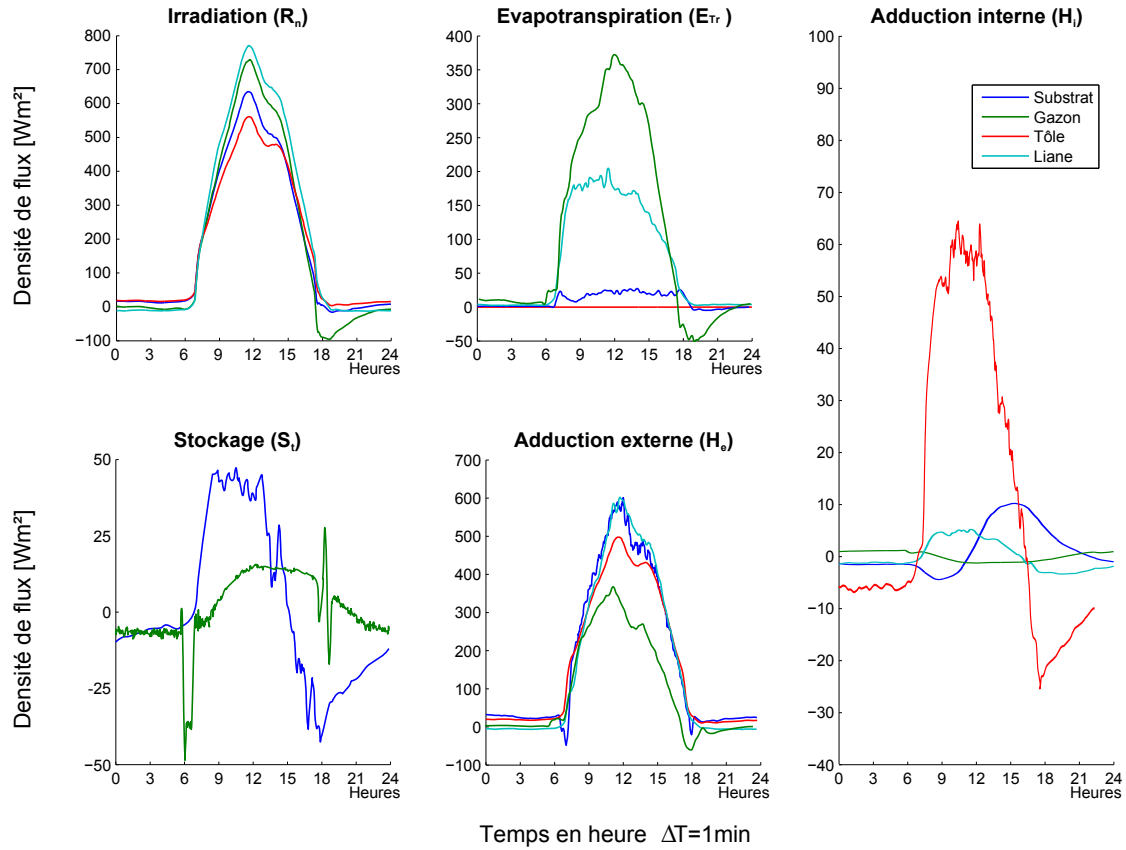 Irradiation (Rn)
Evapotranspiration (ETr)
Adduction interne (Hi)
Densité de flux [Wm²]
800
700
600
500
400
300
200
100
0
−100
0 3 6 9 12 15 18 21 24
Heures
400
350
300
250
200
150
100
50
0
−50
0 3 6 9 12 15 18 21 24
Heures
100
90
80
70
60
50
40
30
20
10
0
−10
−20
−30
−40
0 3 6 9 12 15 18 21 24
Heures
Substrat
Gazon
Tôle
Liane
Stockage (St)
Adduction externe (He)
Densité de flux [Wm²]
50
25
0
−25
−50
0 3 6 9 12 15 18 21 24
Heures
700
600
500
400
300
200
100
0
−100
0 3 6 9 12 15 18 21 24
Heures
Temps en heure ΔT=1min